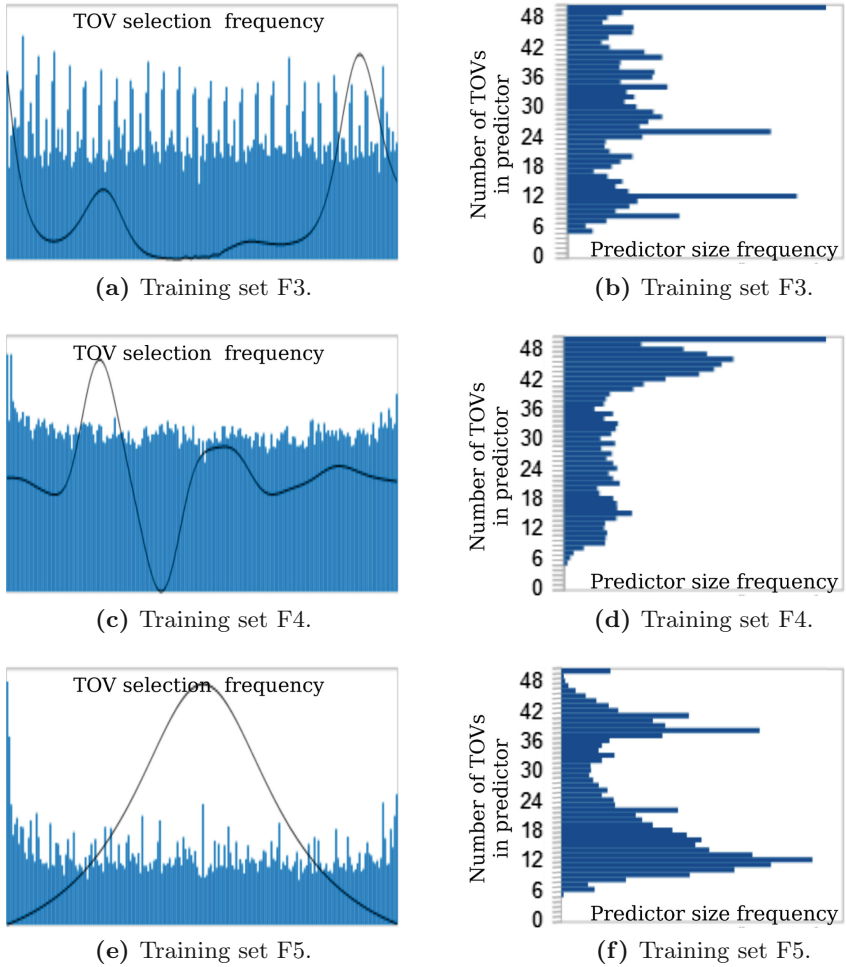 TOV selection frequency
(a) Training set F3.
Number of TOVs
in predictor
48
42
36
30
24
18
12
6
0
Predictor size frequency
(b) Training set F3.
TOV selection frequency
(c) Training set F4.
Number of TOVs
in predictor
48
42
36
30
24
18
12
6
0
Predictor size frequency
(d) Training set F4.
TOV selection frequency
(e) Training set F5.
Number of TOVs
in predictor
48
42
36
30
24
18
12
6
0
Predictor size frequency
(f) Training set F5.